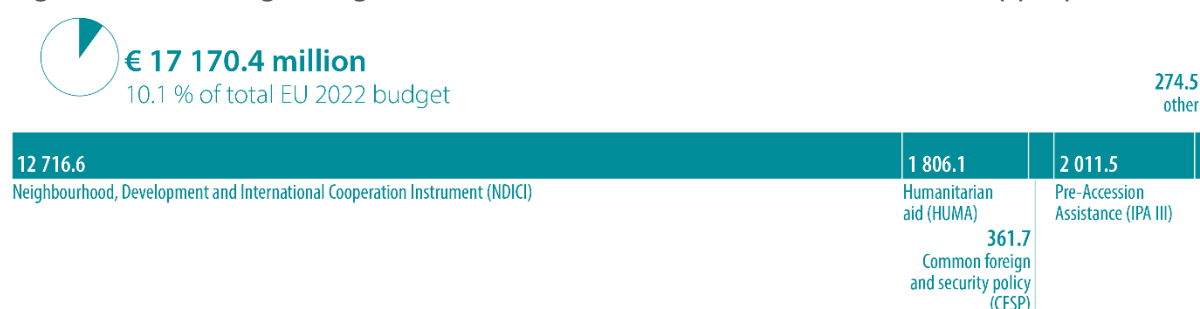 € 17 170.4 million
10.1 % of total EU 2022 budget
274.5
other
12 716.6
1 806.1
2 011.5
Neighbourhood, Development and International Cooperation Instrument (NDICI)
Humanitarian
aid (HUMA)
Pre-Accession
Assistance (IPA III)
361.7
Common foreign
and security policy
(CFSP)